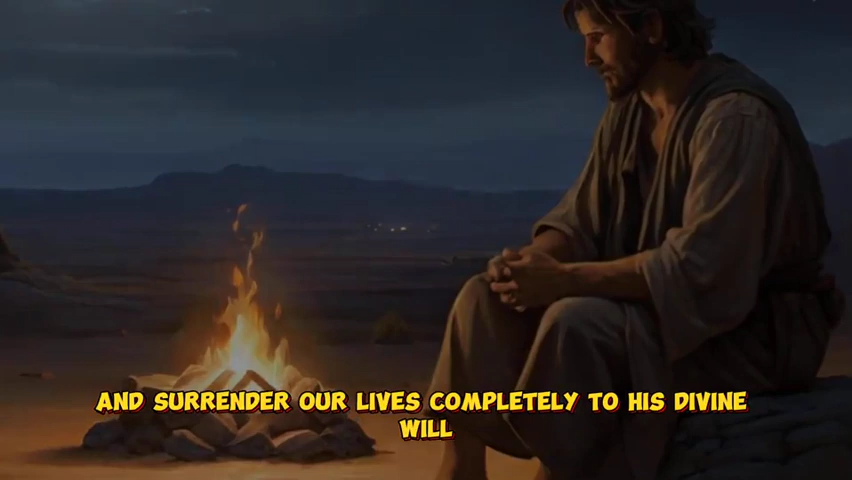 AND SURRENDER OUR LIVES COMPLETELY TO HIS DIVINE
WILL